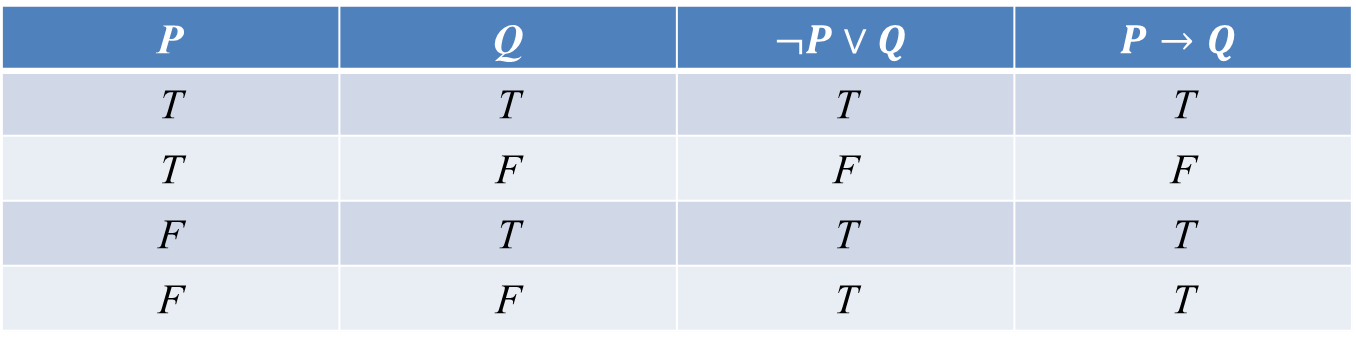 P Q ¬P ∨ Q P → Q
T T T T
T F F F
F T T T
F F T T